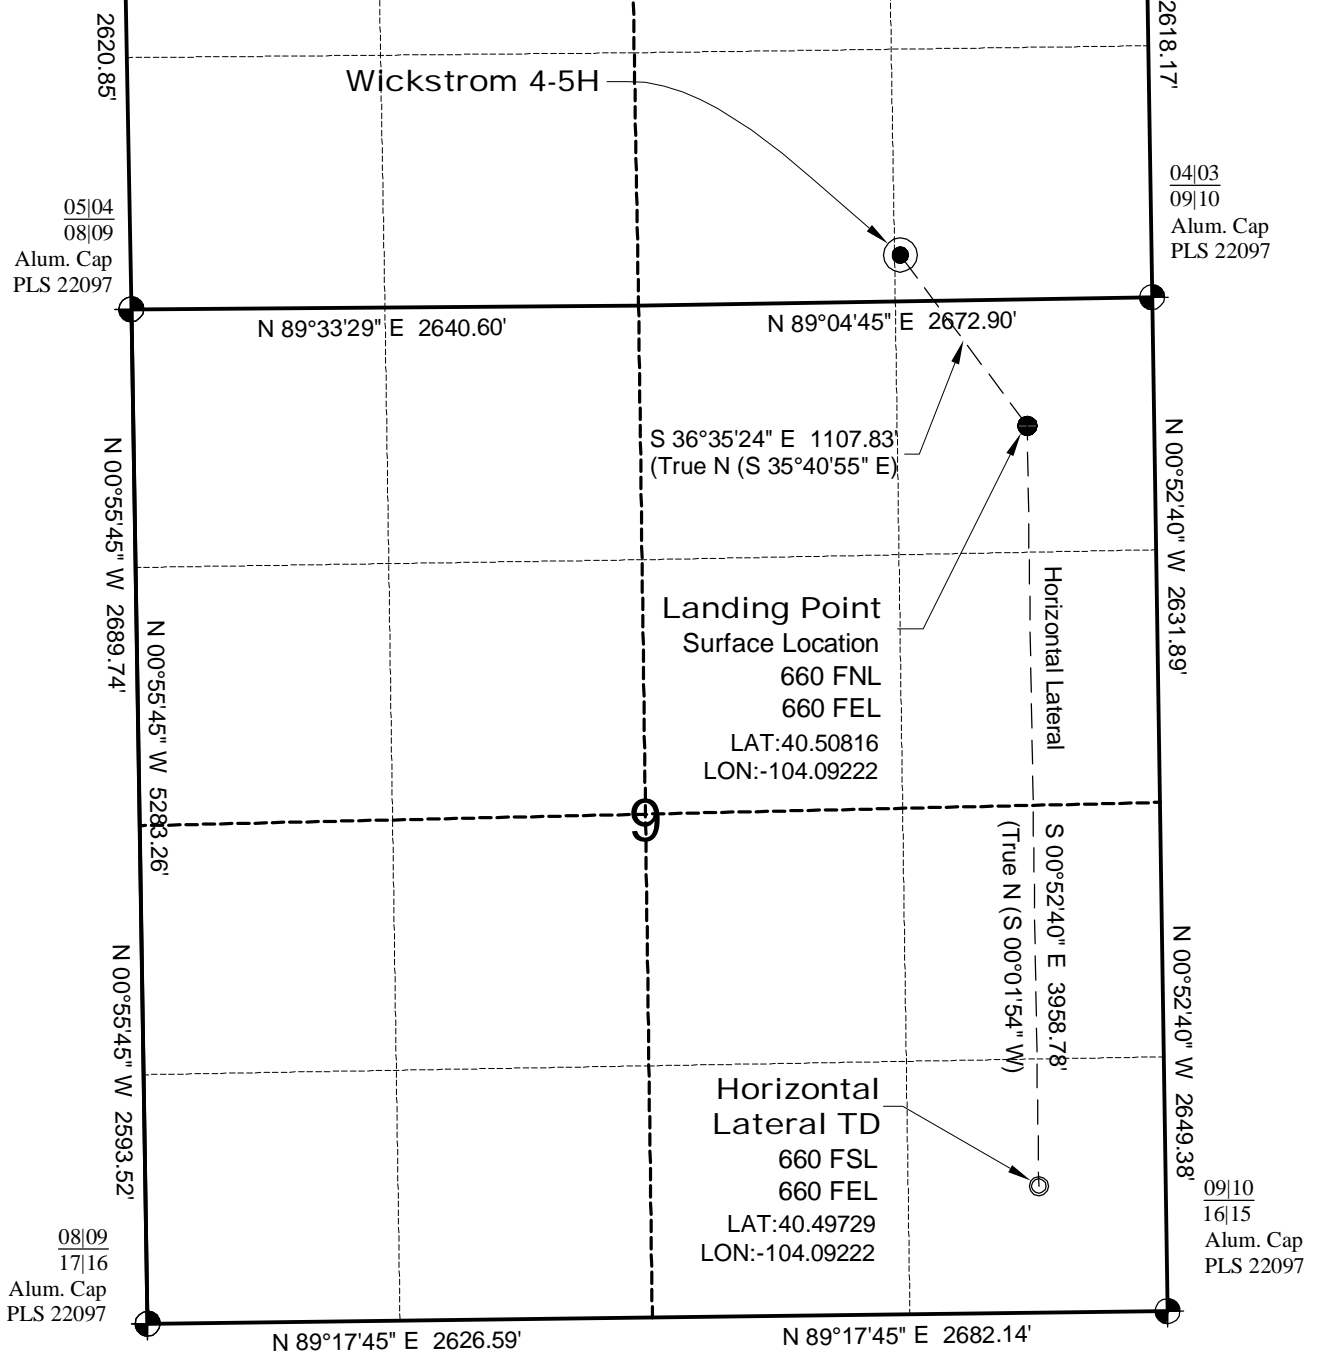 2620.85'
2618.17'
Wickstrom 4-5H
05|04
08|09
Alum. Cap
PLS 22097
04|03
09|10
Alum. Cap
PLS 22097
N 89°33'29" E 2640.60'
N 89°04'45" E 2672.90'
S 36°35'24" E 1107.83'
(True N (S 35°40'55" E)
N 00°55'45" W 2689.74'
N 00°52'40" W 2631.89'
Landing Point
Surface Location
660 FNL
660 FEL
LAT:40.50816
LON:-104.09222
Horizontal Lateral
N 00°55'45" W 5283.26'
9
S 00°52'40" E 3958.78'
(True N (S 00°01'54" W)
N 00°55'45" W 2593.52'
N 00°52'40" W 2649.38'
Horizontal
Lateral TD
660 FSL
660 FEL
LAT:40.49729
LON:-104.09222
08|09
17|16
Alum. Cap
PLS 22097
09|10
16|15
Alum. Cap
PLS 22097
N 89°17'45" E 2626.59'
N 89°17'45" E 2682.14'